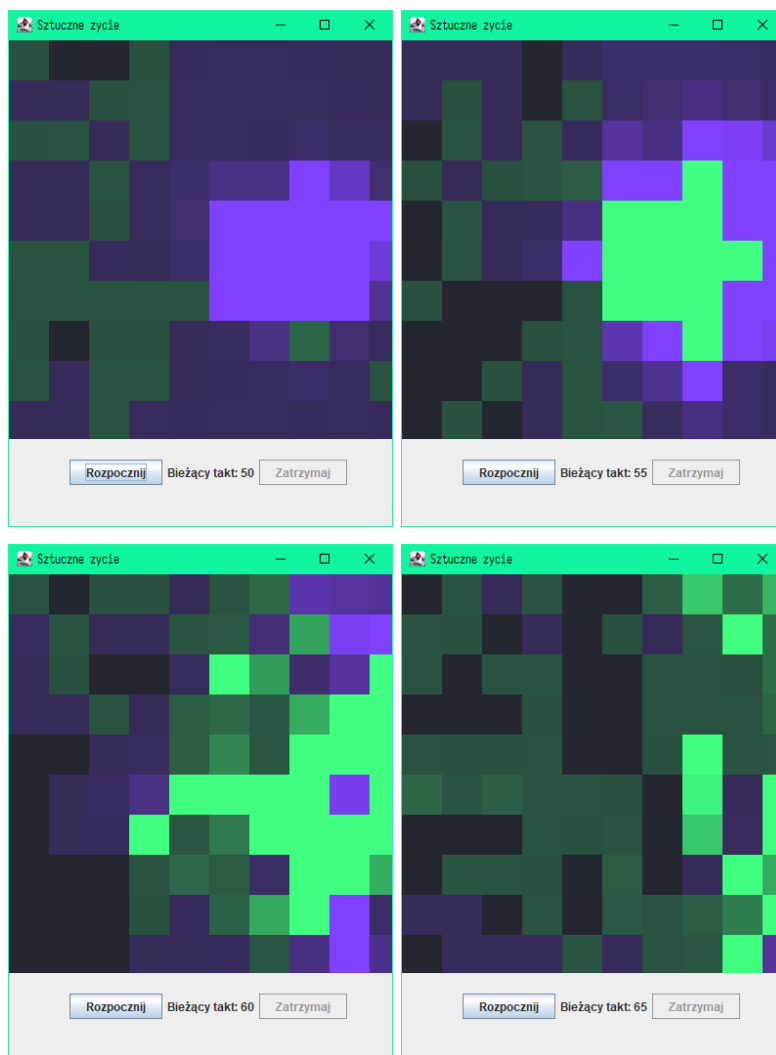 Sztuczne zycie
Sztuczne zycie
Rozpocznij Bieżący takt: 50 Zatrzymaj
Rozpocznij Bieżący takt: 55 Zatrzymaj
Sztuczne zycie
Sztuczne zycie
Rozpocznij Bieżący takt: 60 Zatrzymaj
Rozpocznij Bieżący takt: 65 Zatrzymaj